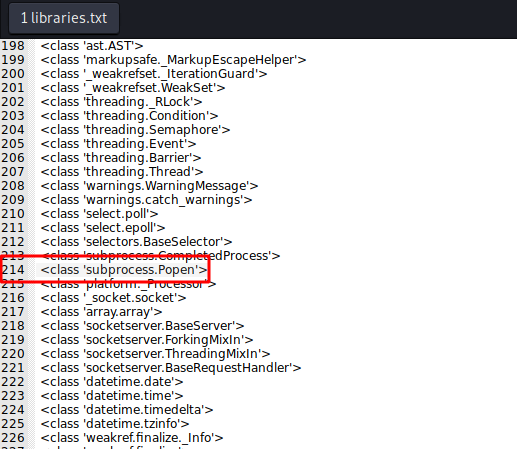 1 libraries.txt
198 <class 'ast.AST'>
199 <class 'markupsafe._MarkupEscapeHelper'>
200 <class '_weakrefset._IterationGuard'>
201 <class '_weakrefset.WeakSet'>
202 <class 'threading._RLock'>
203 <class 'threading.Condition'>
204 <class 'threading.Semaphore'>
205 <class 'threading.Event'>
206 <class 'threading.Barrier'>
207 <class 'threading.Thread'>
208 <class 'warnings.WarningMessage'>
209 <class 'warnings.catch_warnings'>
210 <class 'select.poll'>
211 <class 'select.epoll'>
212 <class 'selectors.BaseSelector'>
213 <class 'subprocess.CompletedProcess'>
214 <class 'subprocess.Popen'>
215 <class 'platform._Processor'>
216 <class '_socket.socket'>
217 <class 'array.array'>
218 <class 'socketserver.BaseServer'>
219 <class 'socketserver.ForkingMixIn'>
220 <class 'socketserver.ThreadingMixIn'>
221 <class 'socketserver.BaseRequestHandler'>
222 <class 'datetime.date'>
223 <class 'datetime.time'>
224 <class 'datetime.timedelta'>
225 <class 'datetime.tzinfo'>
226 <class 'weakref.finalize._Info'>